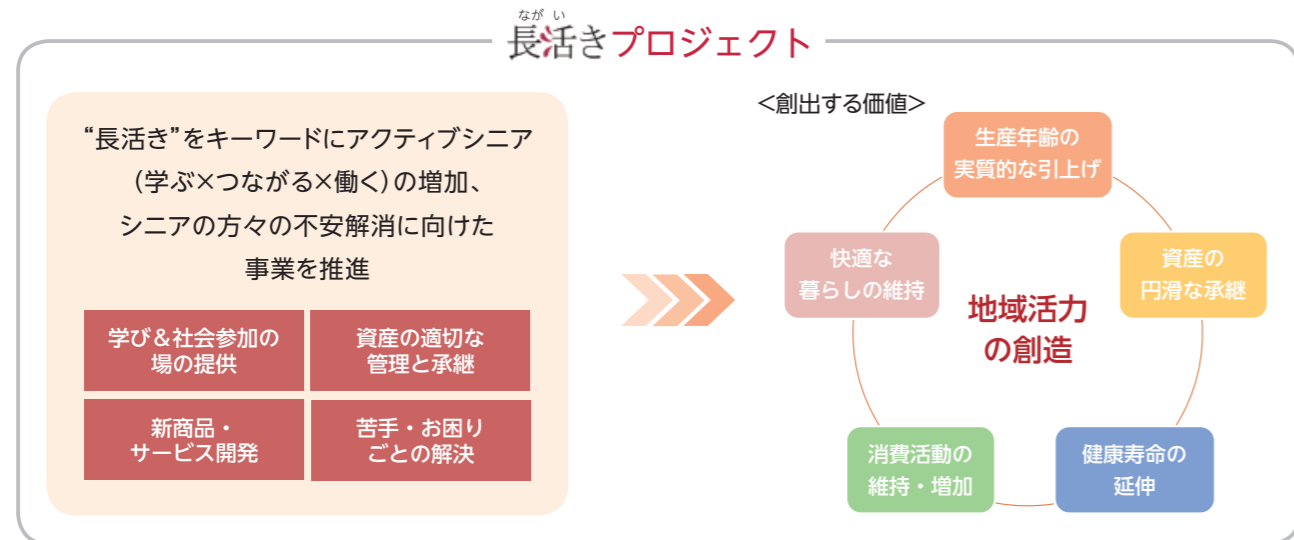 なが い
長活きプロジェクト
“長活き”をキーワードにアクティブシニア
(学ぶ×つながる×働く)の増加、
シニアの方々の不安解消に向けた
事業を推進
学び＆社会参加の
場の提供
資産の適切な
管理と承継
新商品・
サービス開発
苦手・お困り
ごとの解決
＜創出する価値＞
生産年齢の
実質的な引上げ
快適な
暮らしの維持
資産の
円滑な承継
地域活力
の創造
消費活動の
維持・増加
健康寿命の
延伸